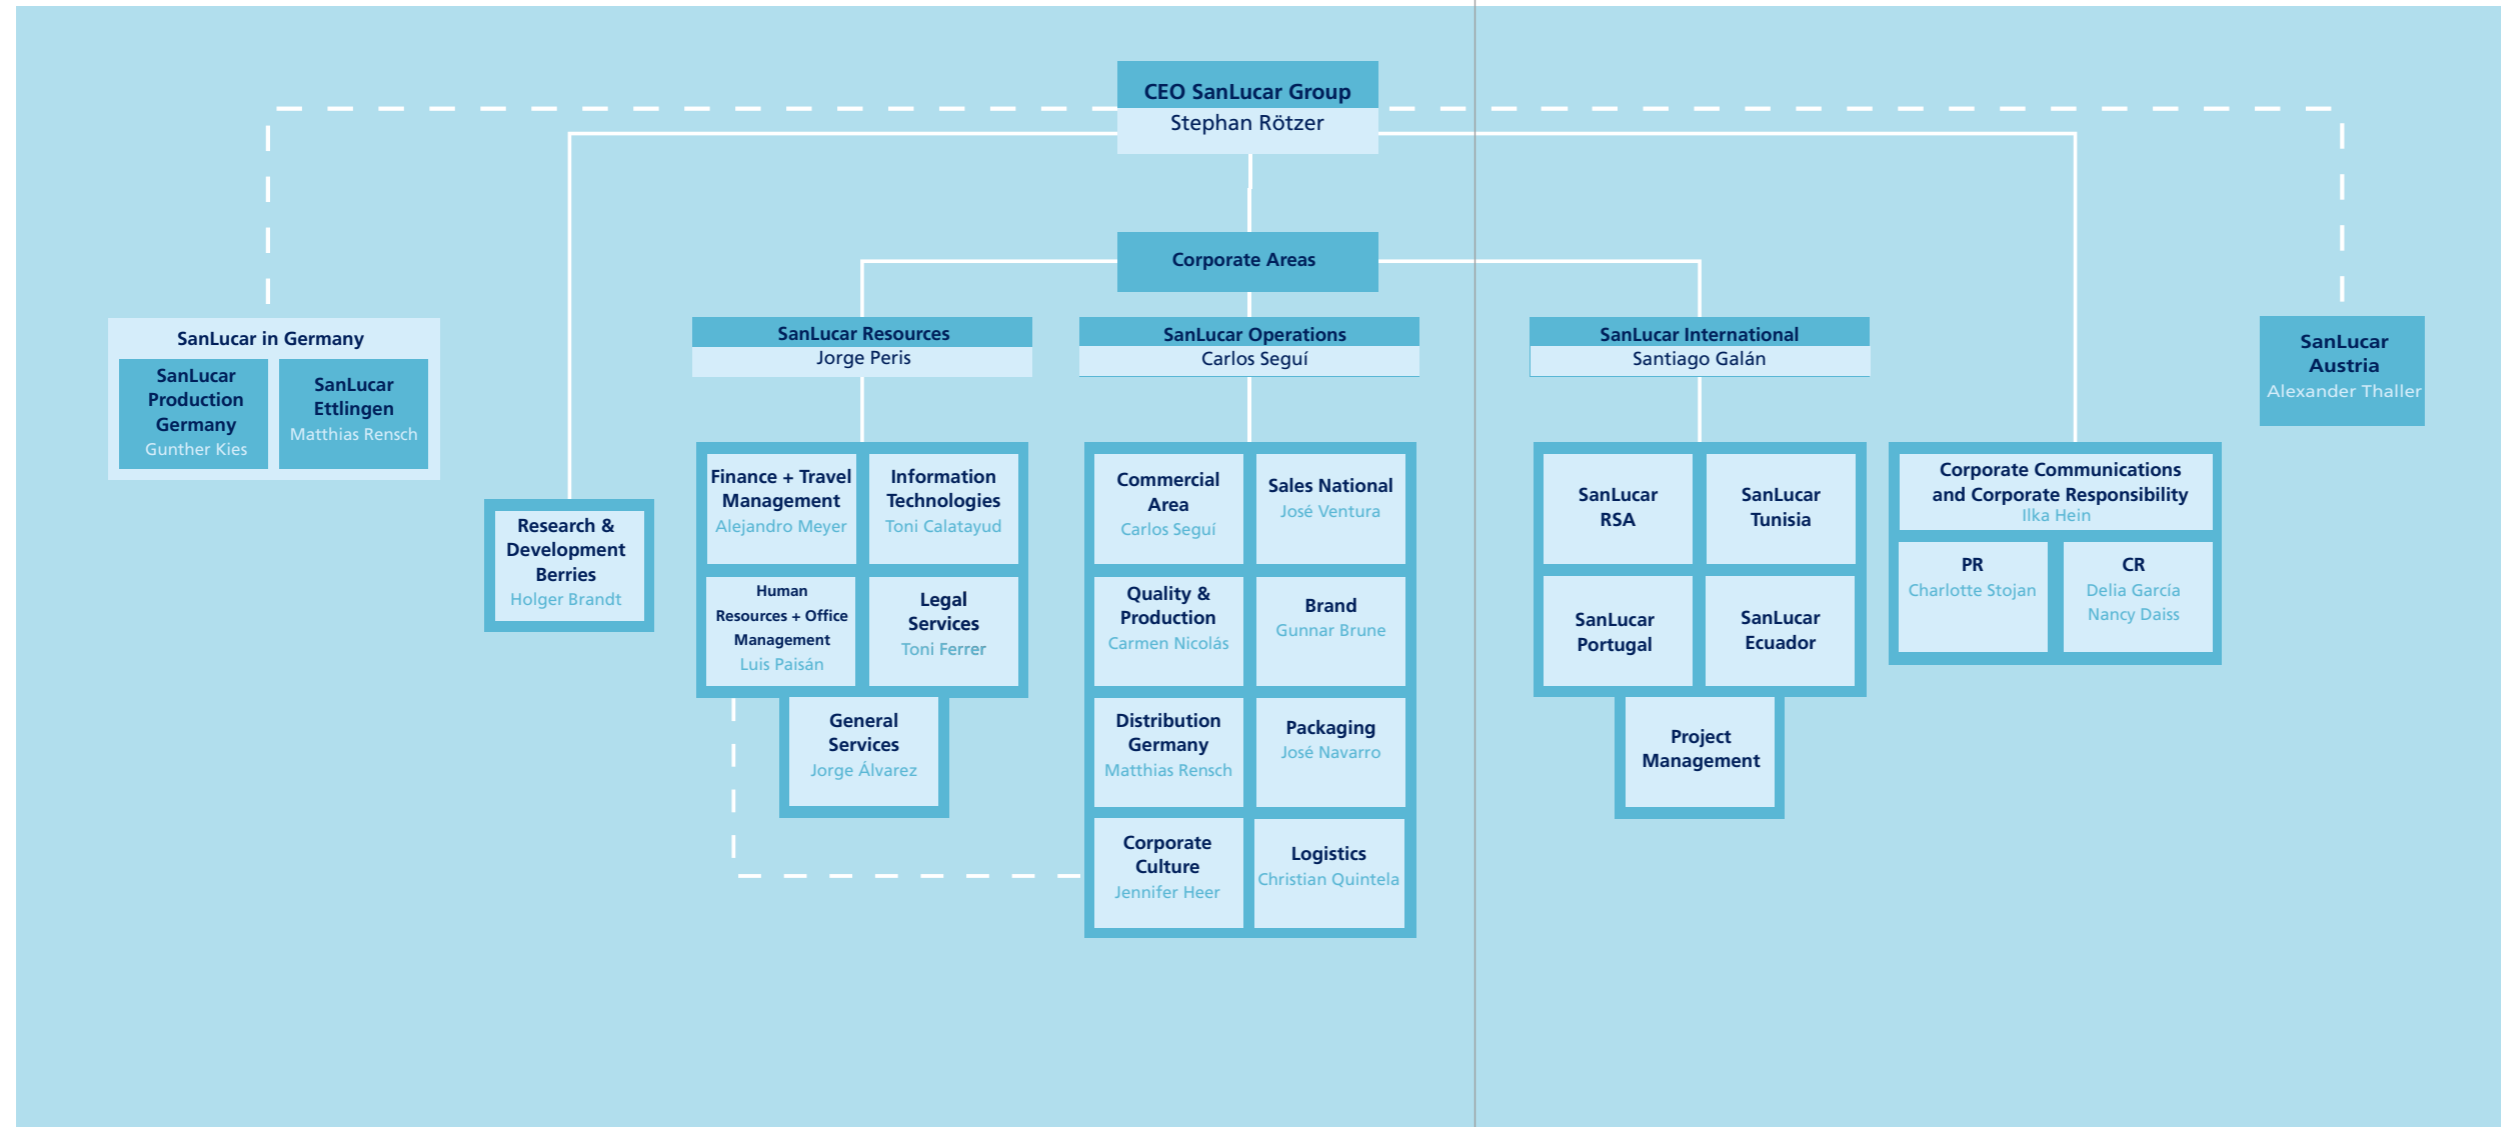 CEO SanLucar Group
Stephan Rötzer
Corporate Areas
SanLucar in Germany
SanLucar
Production
Germany
Gunther Kies
SanLucar
Ettlingen
Matthias Rensch
Research &
Development
Berries
Holger Brandt
SanLucar Resources
Jorge Peris
Finance + Travel
Management
Alejandro Meyer
Information
Technologies
Toni Calatayud
Human
Resources + Office
Management
Luis Paisán
Legal
Services
Toni Ferrer
General
Services
Jorge Álvarez
SanLucar Operations
Carlos Seguí
Commercial
Area
Carlos Seguí
Sales National
José Ventura
Quality &
Production
Carmen Nicolás
Brand
Gunnar Brune
Distribution
Germany
Matthias Rensch
Packaging
José Navarro
Corporate
Culture
Jennifer Heer
Logistics
Christian Quintela
SanLucar International
Santiago Galán
SanLucar
RSA
SanLucar
Tunisia
SanLucar
Portugal
SanLucar
Ecuador
Project
Management
Corporate Communications
and Corporate Responsibility
Ilka Hein
PR
Charlotte Stojan
CR
Delia García
Nancy Daiss
SanLucar
Austria
Alexander Thaller